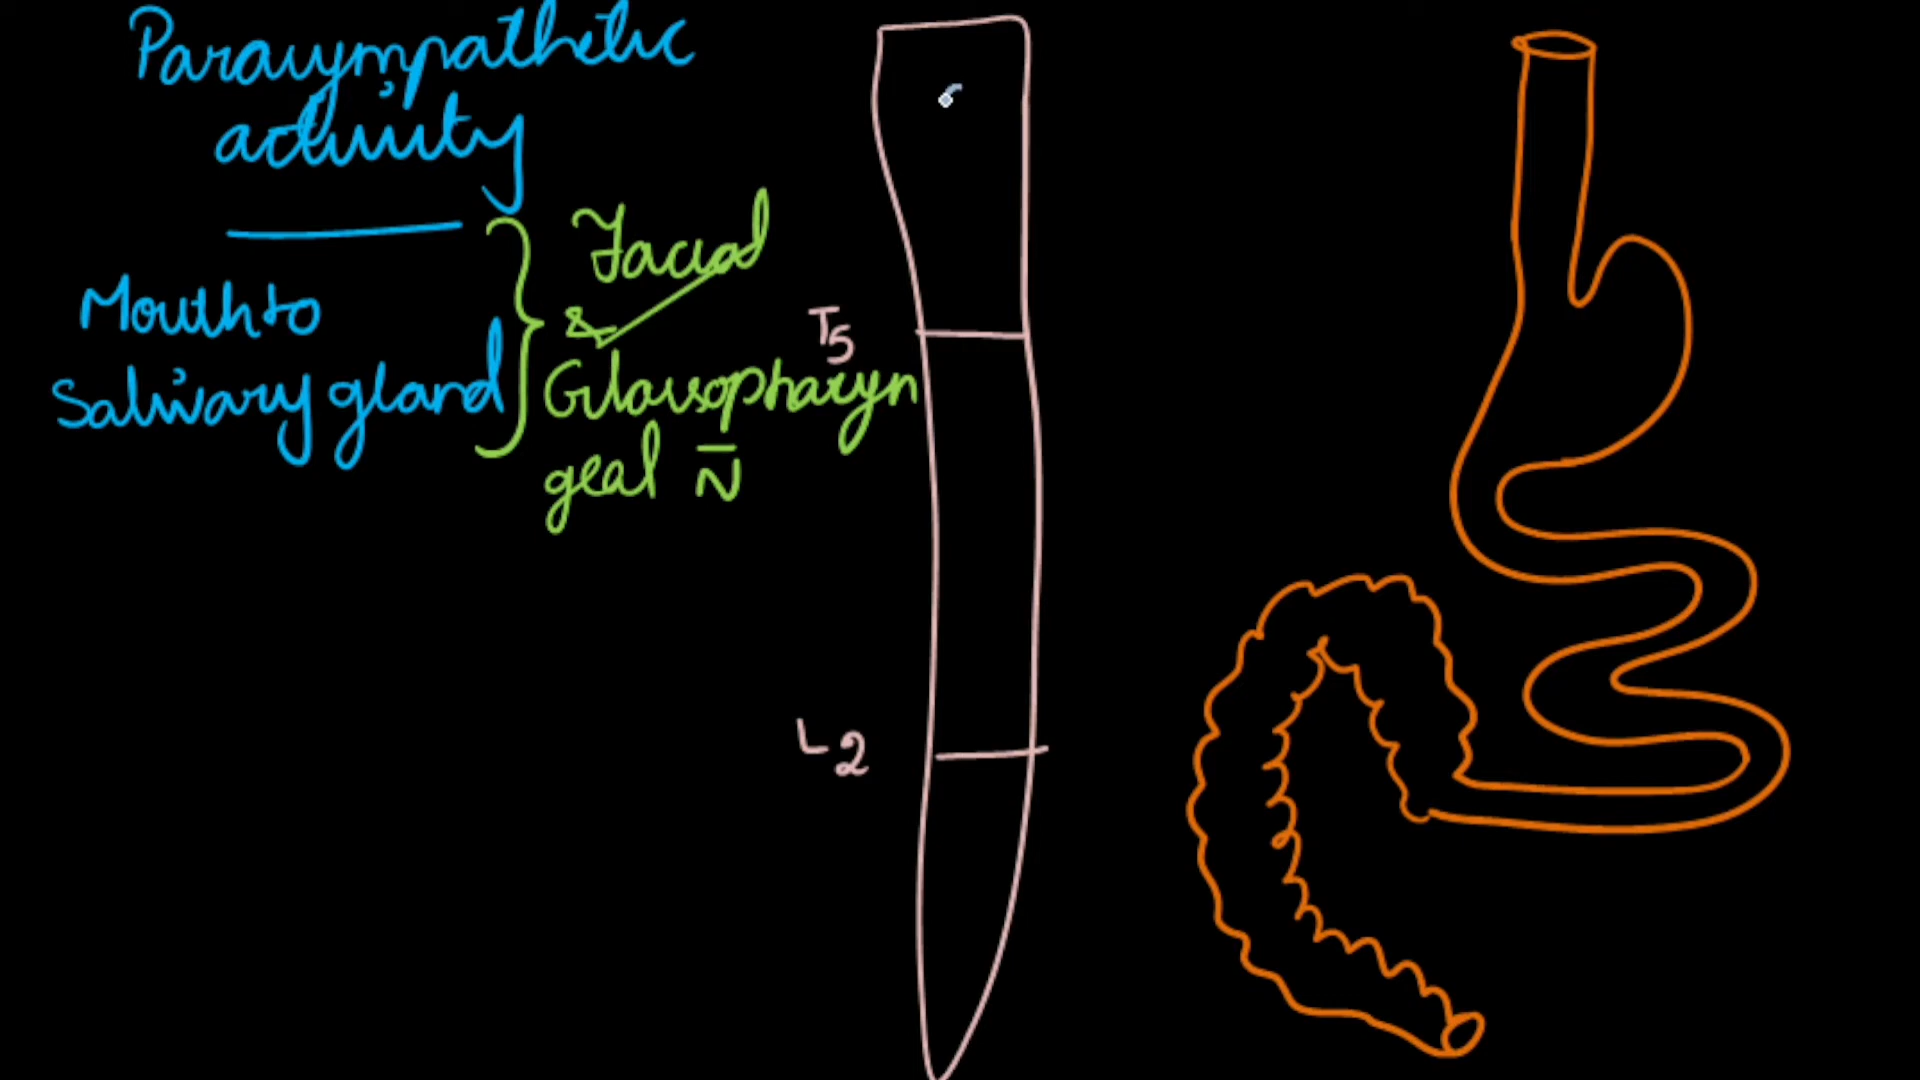 Parasympathetic
activity
Mouth to
Salivary gland
Facial
&
Glossopharyn
geal N
T5
L2